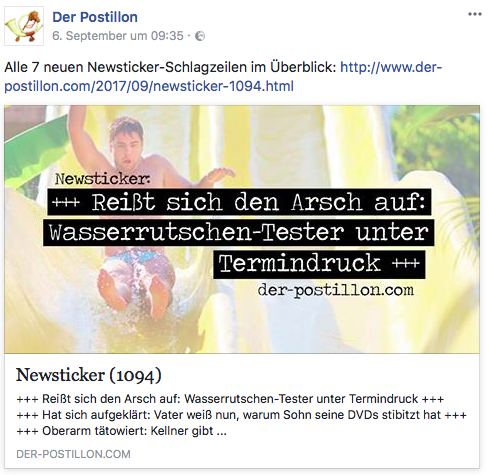 Der Postillon
6. September um 09:35 ·
Alle 7 neuen Newsticker-Schlagzeilen im Überblick: http://www.der-
postillon.com/2017/09/newsticker-1094.html
Newsticker:
+++ Reißt sich den Arsch auf:
Wasserrutschen-Tester unter
Termindruck +++
der-postillon.com
Newsticker (1094)
+++ Reißt sich den Arsch auf: Wasserrutschen-Tester unter Termindruck +++
+++ Hat sich aufgeklärt: Vater weiß nun, warum Sohn seine DVDs stibitzt hat +++
+++ Oberarm tätowiert: Kellner gibt ...
DER-POSTILLON.COM